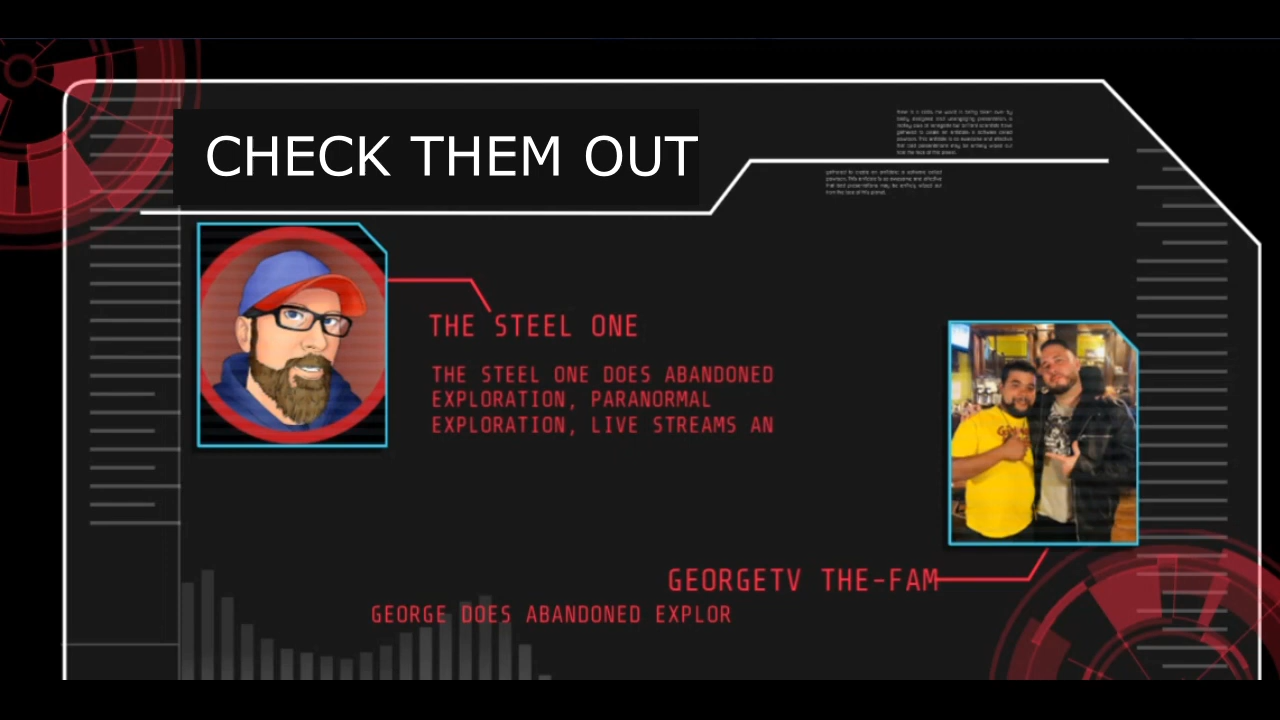 CHECK THEM OUT
THE STEEL ONE
THE STEEL ONE DOES ABANDONED
EXPLORATION, PARANORMAL
EXPLORATION, LIVE STREAMS AN
GEORGETV THE-FAM
GEORGE DOES ABANDONED EXPLOR